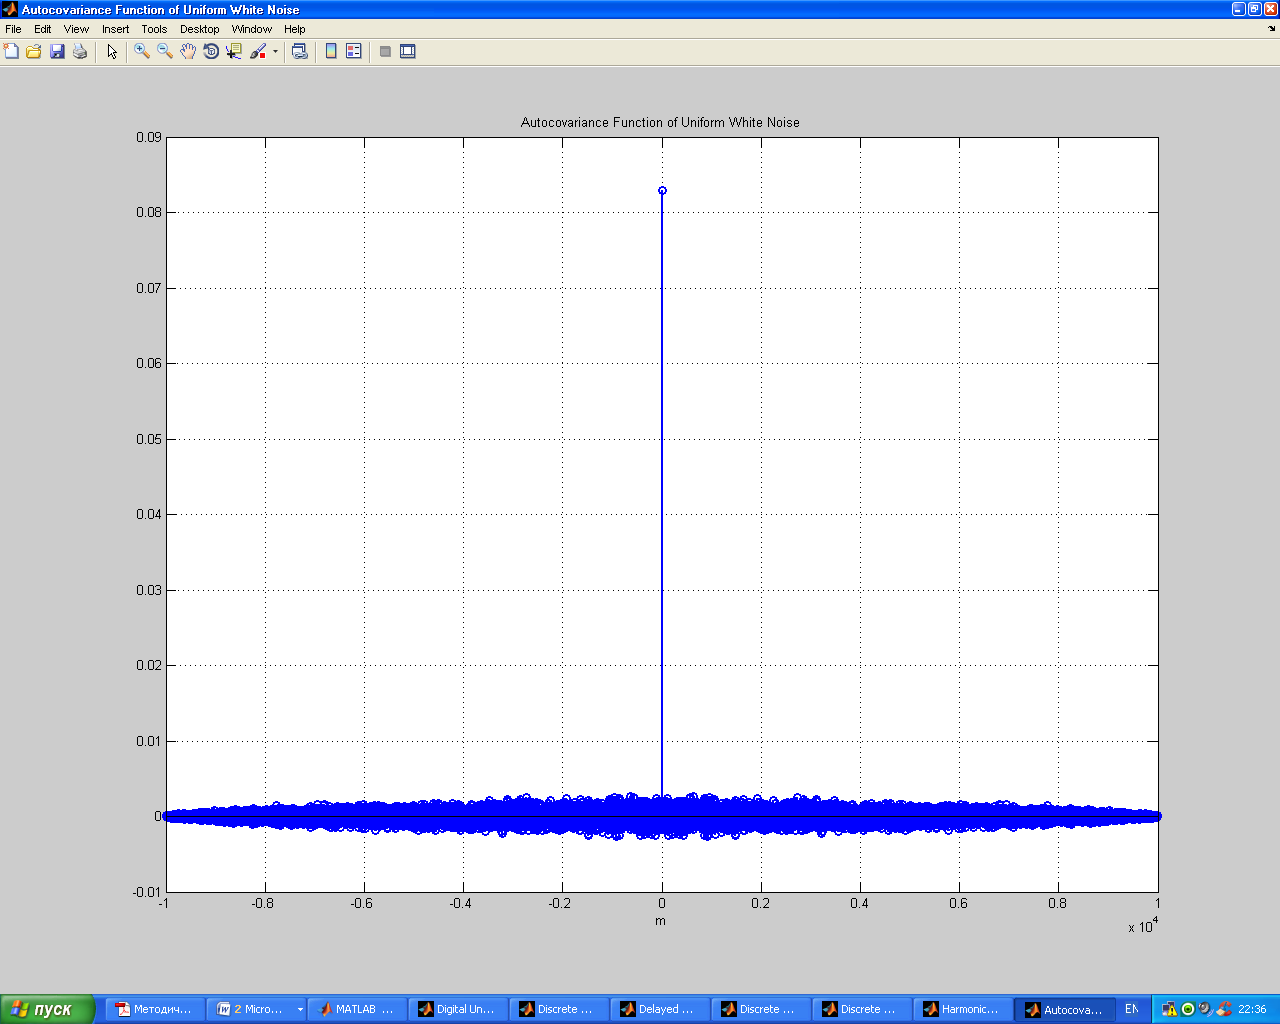 Autocovariance Function of Uniform White Noise
File Edit View Insert Tools Desktop Window Help
Autocovariance Function of Uniform White Noise
0.09
0.08
0.07
0.06
0.05
0.04
0.03
0.02
0.01
0
-0.01
-1 -0.8 -0.6 -0.4 -0.2 0 0.2 0.4 0.6 0.8 1
m
x 10^4
пуск Методич... 2 Micro... MATLAB ... Digital Un... Discrete ... Delayed ... Discrete ... Discrete ... Harmonic... Autocova... EN 22:36